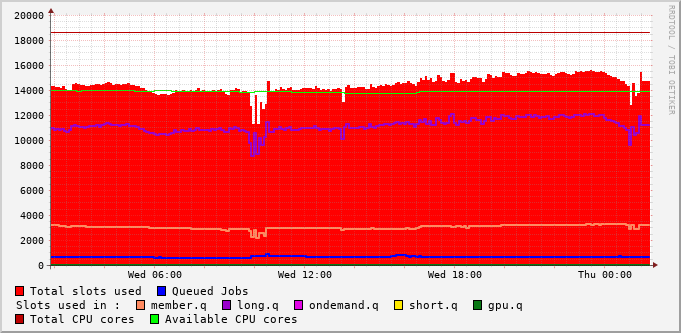 20000
18000
16000
14000
12000
10000
8000
6000
4000
2000
0
Wed 06:00 Wed 12:00 Wed 18:00 Thu 00:00
Total slots used Queued Jobs
Slots used in : member.q long.q ondemand.q short.q gpu.q
Total CPU cores Available CPU cores
RRDTOOL / TOBI OETIKER